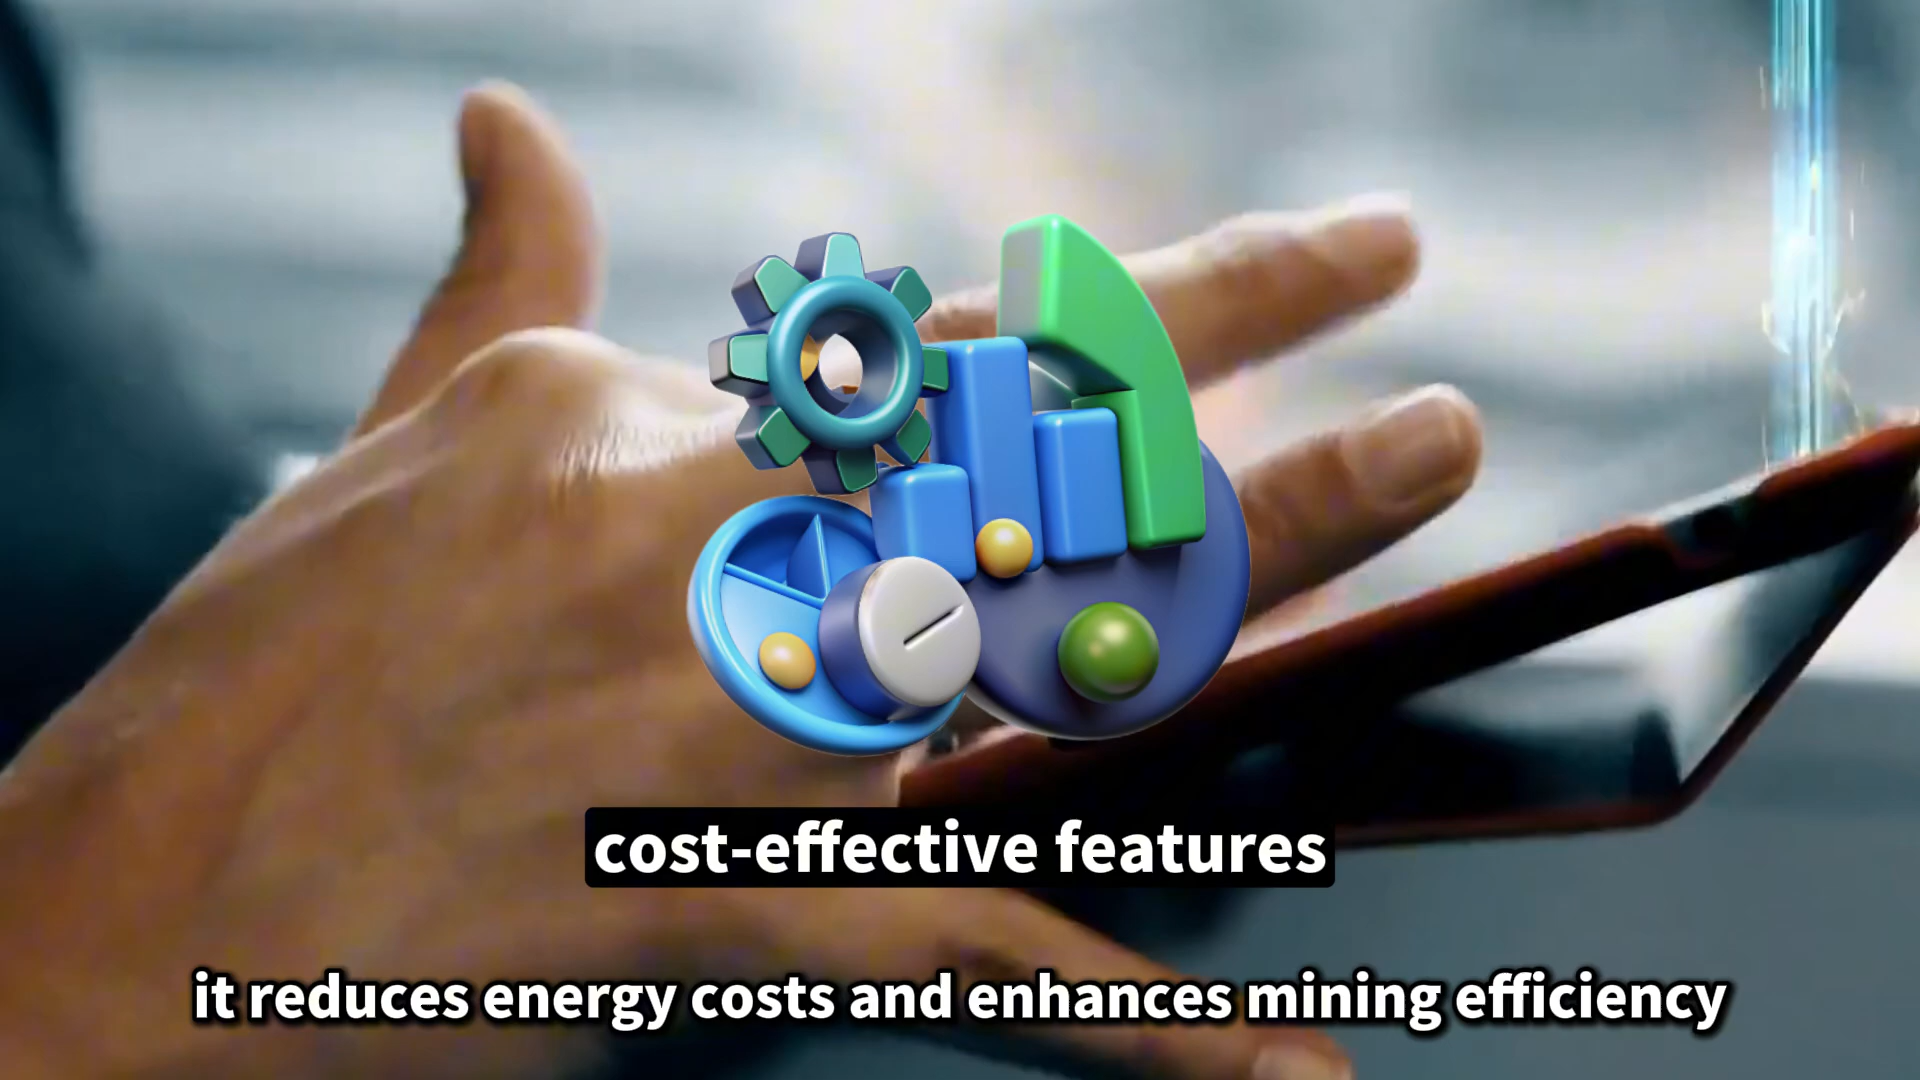 cost-effective features
it reduces energy costs and enhances mining efficiency